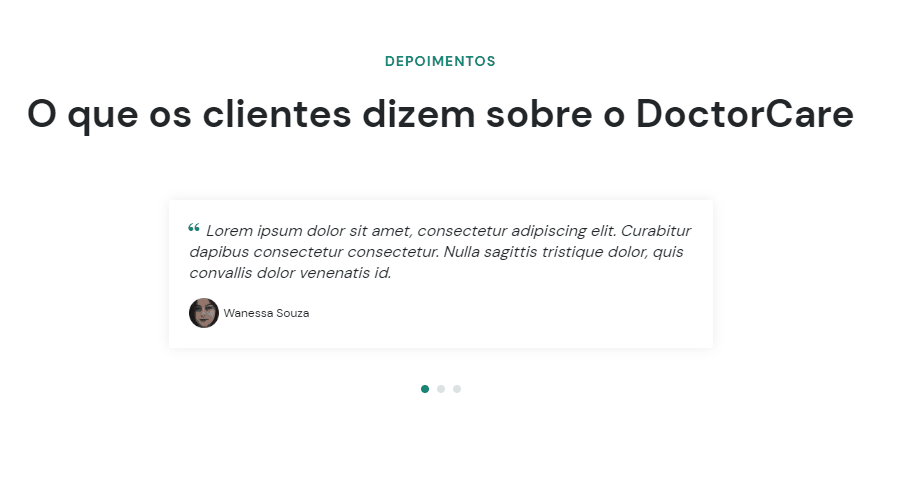 DEPOIMENTOS
O que os clientes dizem sobre o DoctorCare
“ Lorem ipsum dolor sit amet, consectetur adipiscing elit. Curabitur
dapibus consectetur consectetur. Nulla sagittis tristique dolor, quis
convallis dolor venenatis id.
Wanessa Souza